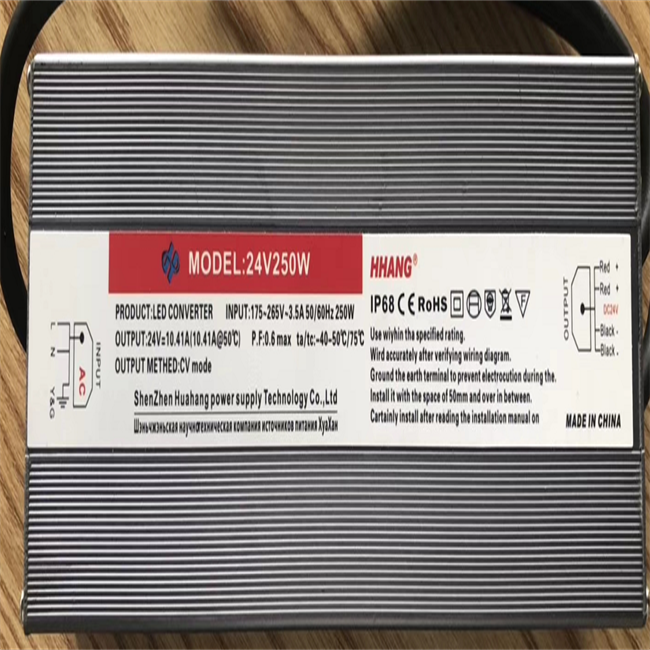 MODEL:24V250W
PRODUCT:LED CONVERTER INPUT:175-265V~3.5A 50/60Hz 250W
OUTPUT:24V=10.41A(10.41A@50℃) P.F:0.6 max ta/tc:-40-50℃/75℃
OUTPUT METHED:CV mode
ShenZhen Huahang power supply Technology Co.,Ltd
Шэньчжэньская научно-техническая компания источников питания ХуаХан
HHANG®
IP68 CE RoHS F
Use wiyhin tha specified rating.
Wird accurately after verifying wirring diagram.
Ground the earth terminal to prevent electrocution during the.
Install it with the space of 50mm and over in between.
Certainly install after reading the installation manual on
MADE IN CHINA
INPUT
AC
L
N
Y&G
OUTPUT
Red +
Red +
DC24V
Black -
Black -